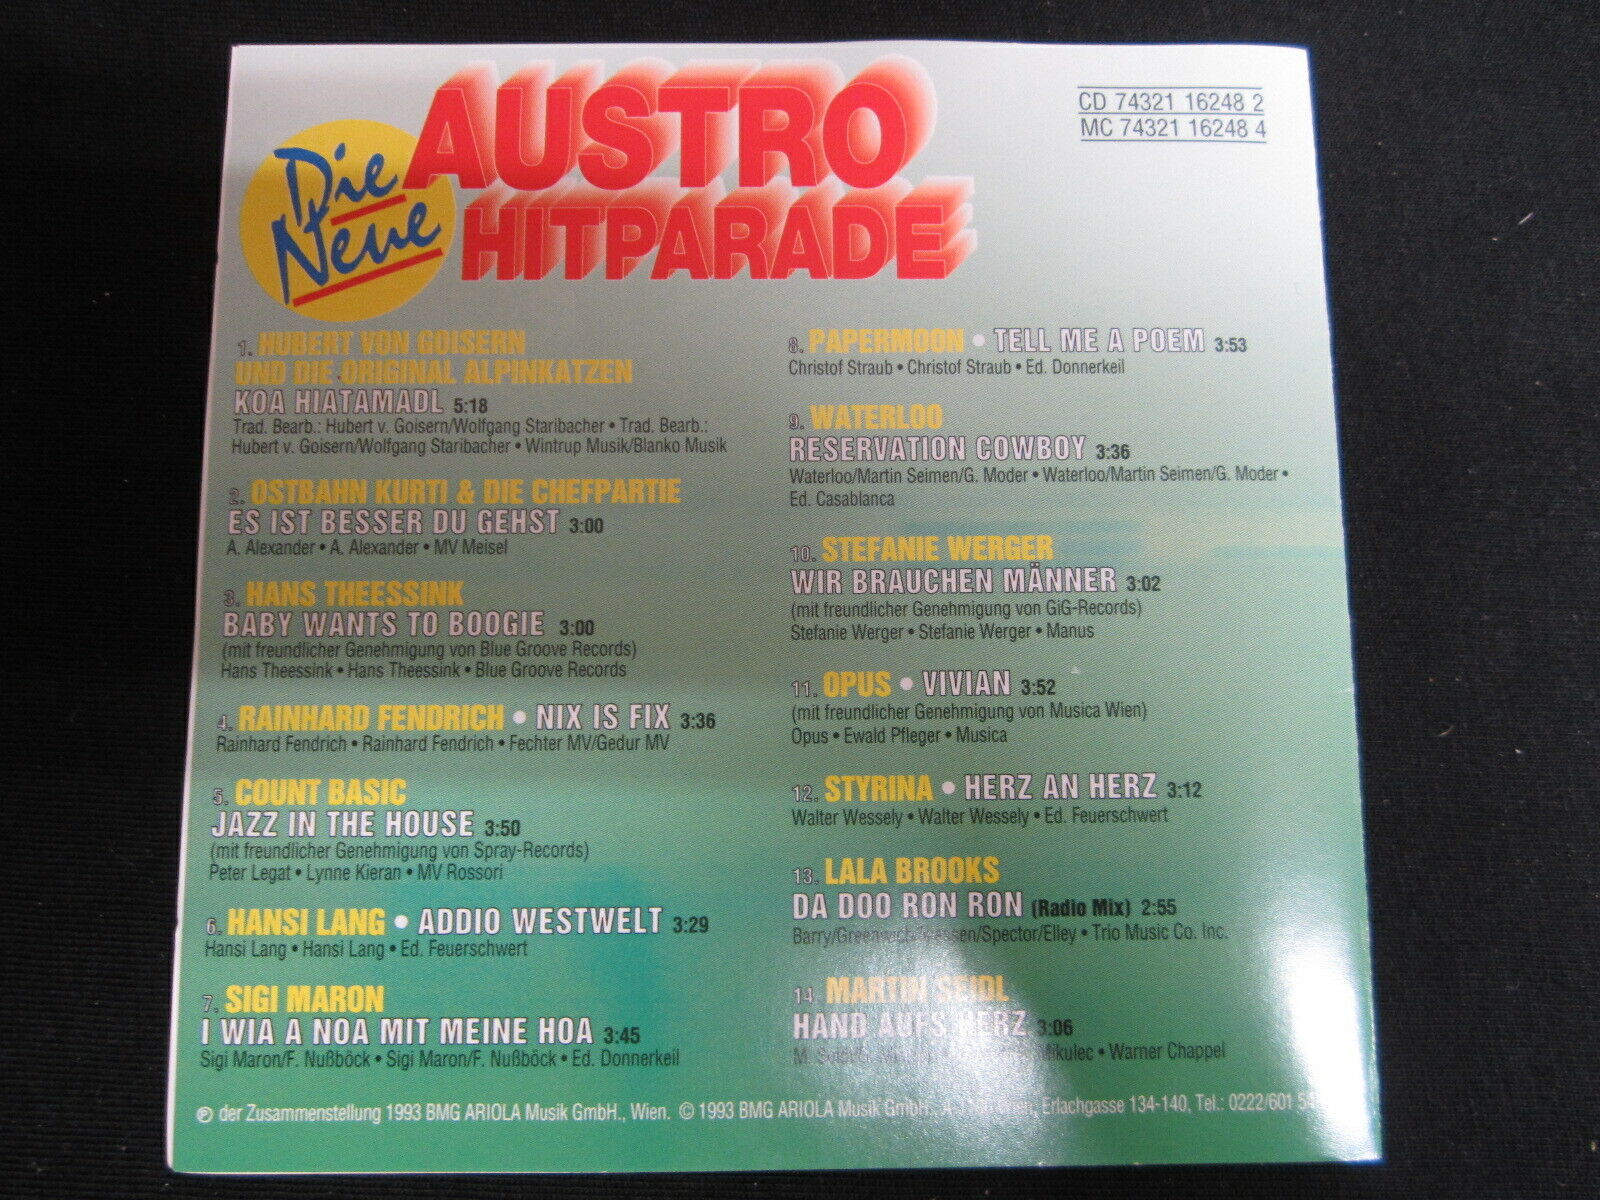 Die Neue
AUSTRO
HITPARADE
CD 74321 16248 2
MC 74321 16248 4
1. HUBERT VON GOISERN
UND DIE ORIGINAL ALPINKATZEN
KOA HIATAMADL 5:18
Trad. Bearb.: Hubert v. Goisern/Wolfgang Staribacher • Trad. Bearb.:
Hubert v. Goisern/Wolfgang Staribacher • Wintrup Musik/Blanko Musik
2. OSTBAHN KURTI & DIE CHEFPARTIE
ES IST BESSER DU GEHST 3:00
A. Alexander • A. Alexander • MV Meisel
3. HANS THEESSINK
BABY WANTS TO BOOGIE 3:00
(mit freundlicher Genehmigung von Blue Groove Records)
Hans Theessink • Hans Theessink • Blue Groove Records
4. RAINHARD FENDRICH • NIX IS FIX 3:36
Rainhard Fendrich • Rainhard Fendrich • Fechter MV/Gedur MV
5. COUNT BASIC
JAZZ IN THE HOUSE 3:50
(mit freundlicher Genehmigung von Spray-Records)
Peter Legat • Lynne Kieran • MV Rossori
6. HANSI LANG • ADDIO WESTWELT 3:29
Hansi Lang • Hansi Lang • Ed. Feuerschwert
7. SIGI MARON
I WIA A NOA MIT MEINE HOA 3:45
Sigi Maron/F. Nußböck • Sigi Maron/F. Nußböck • Ed. Donnerkeil
8. PAPERMOON • TELL ME A POEM 3:53
Christof Straub • Christof Straub • Ed. Donnerkeil
9. WATERLOO
RESERVATION COWBOY 3:36
Waterloo/Martin Seimen/G. Moder • Waterloo/Martin Seimen/G. Moder •
Ed. Casablanca
10. STEFANIE WERGER
WIR BRAUCHEN MÄNNER 3:02
(mit freundlicher Genehmigung von GiG-Records)
Stefanie Werger • Stefanie Werger • Manus
11. OPUS • VIVIAN 3:52
(mit freundlicher Genehmigung von Musica Wien)
Opus • Ewald Pfleger • Musica
12. STYRINA • HERZ AN HERZ 3:12
Walter Wessely • Walter Wessely • Ed. Feuerschwert
13. LALA BROOKS
DA DOO RON RON (Radio Mix) 2:55
Barry/Greenwich/ /Spector/Elley • Trio Music Co. Inc.
14. MARTIN SEIDL
HAND AUFS HERZ 3:06
M. Mikulec • Warner Chappel
℗ der Zusammenstellung 1993 BMG ARIOLA Musik GmbH., Wien. © 1993 BMG ARIOLA Musik GmbH., Wien, Erlachgasse 134-140, Tel.: 0222/601 54